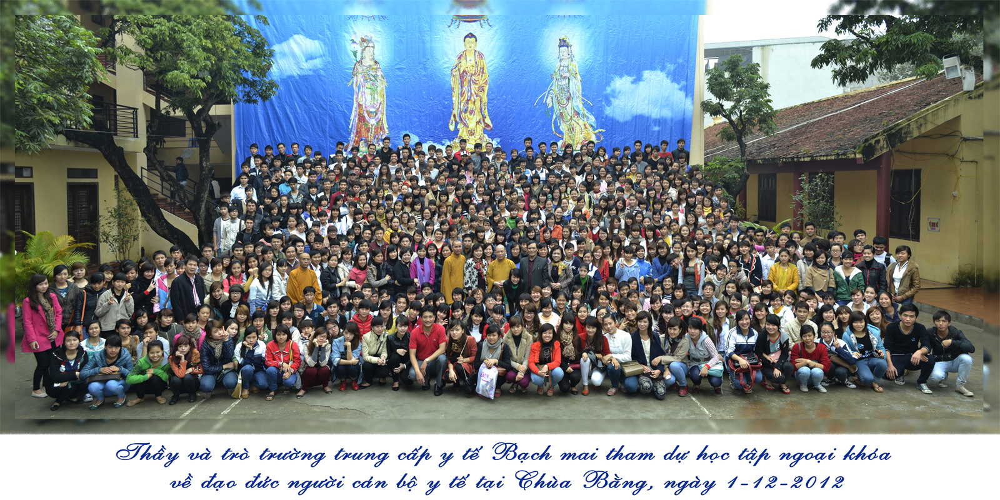 Thầy và trò trường trung cấp y tế Bạch mai tham dự học tập ngoại khóa
về đạo đức người cán bộ y tế tại Chùa Bằng, ngày 1-12-2012